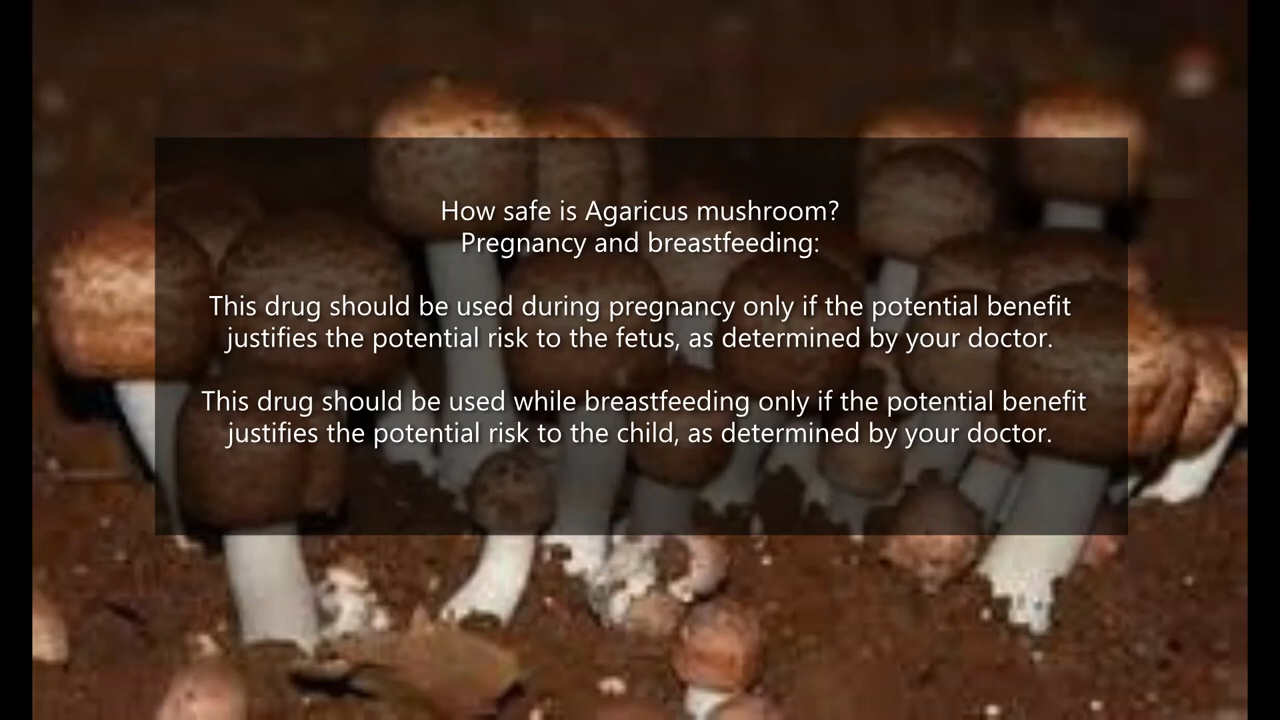 How safe is Agaricus mushroom?
Pregnancy and breastfeeding:
This drug should be used during pregnancy only if the potential benefit
justifies the potential risk to the fetus, as determined by your doctor.
This drug should be used while breastfeeding only if the potential benefit
justifies the potential risk to the child, as determined by your doctor.